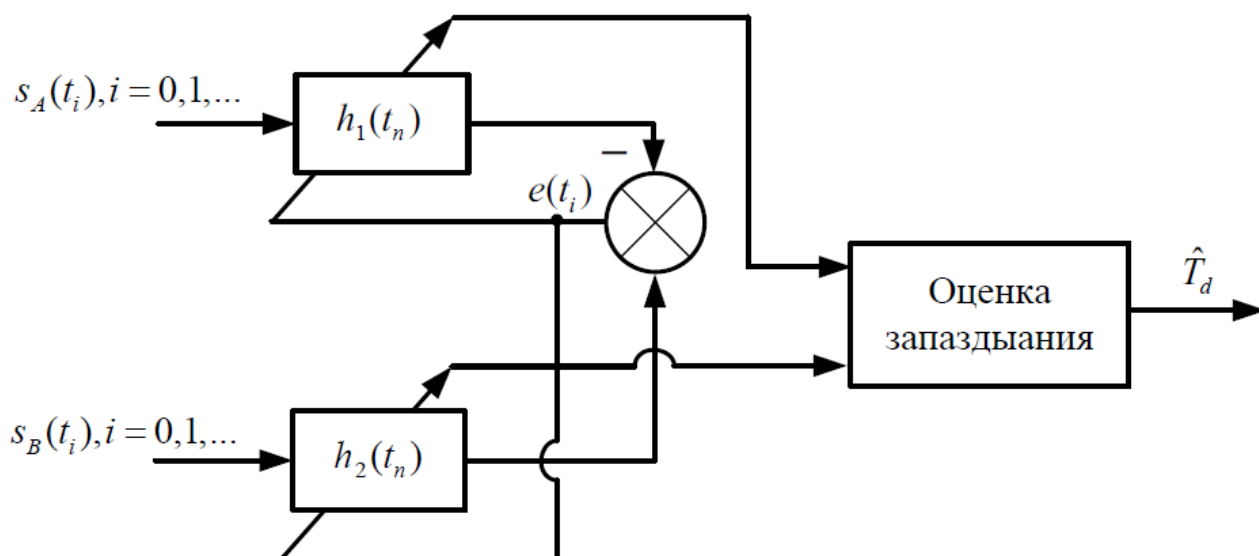 s_A(t_i), i = 0,1,...
h_1(t_n)
−
e(t_i)
Оценка
запаздыания
T̂_d
s_B(t_i), i = 0,1,...
h_2(t_n)